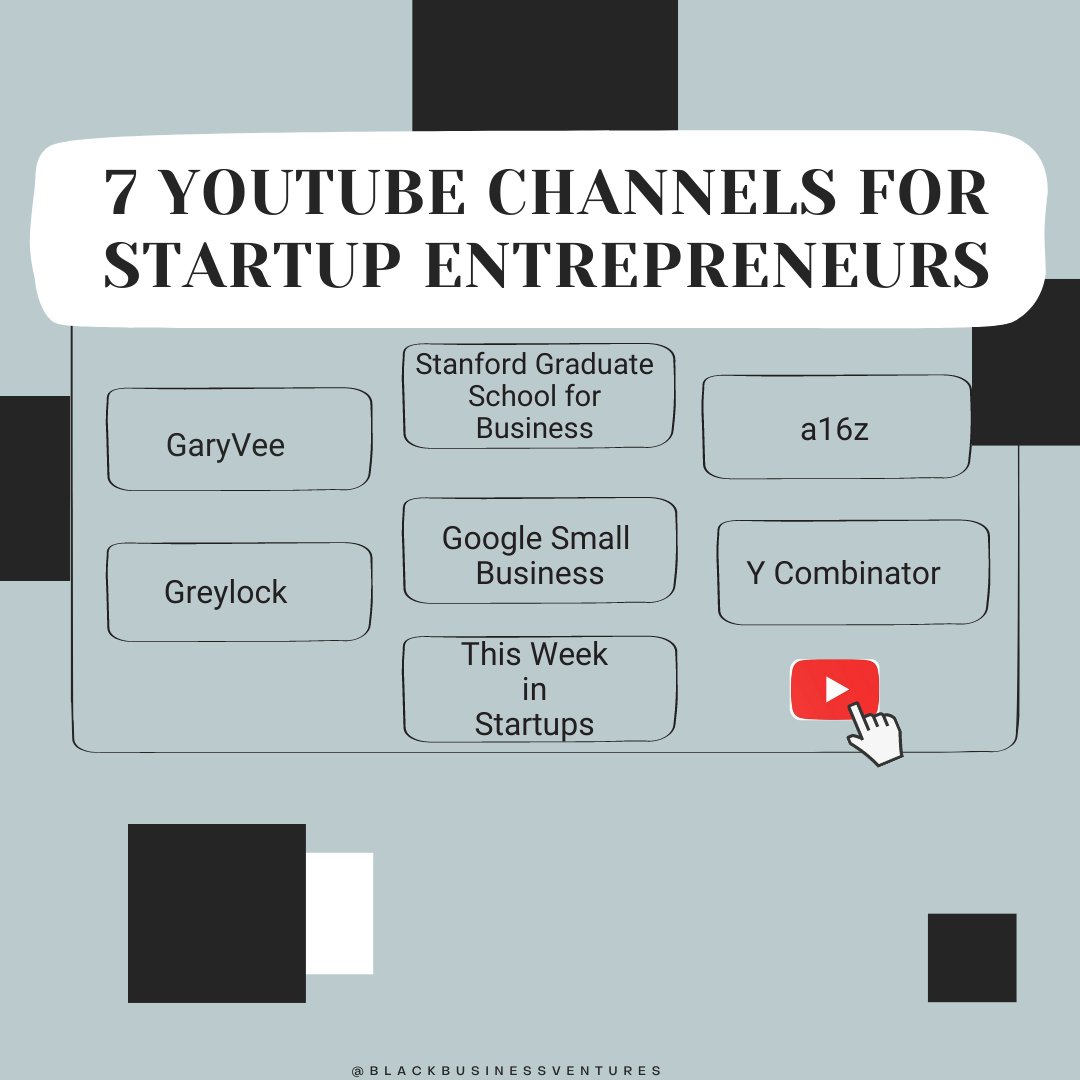 7 YOUTUBE CHANNELS FOR
STARTUP ENTREPRENEURS
GaryVee
Stanford Graduate
School for
Business
a16z
Greylock
Google Small
Business
Y Combinator
This Week
in
Startups
@BLACKBUSINESSVENTURES